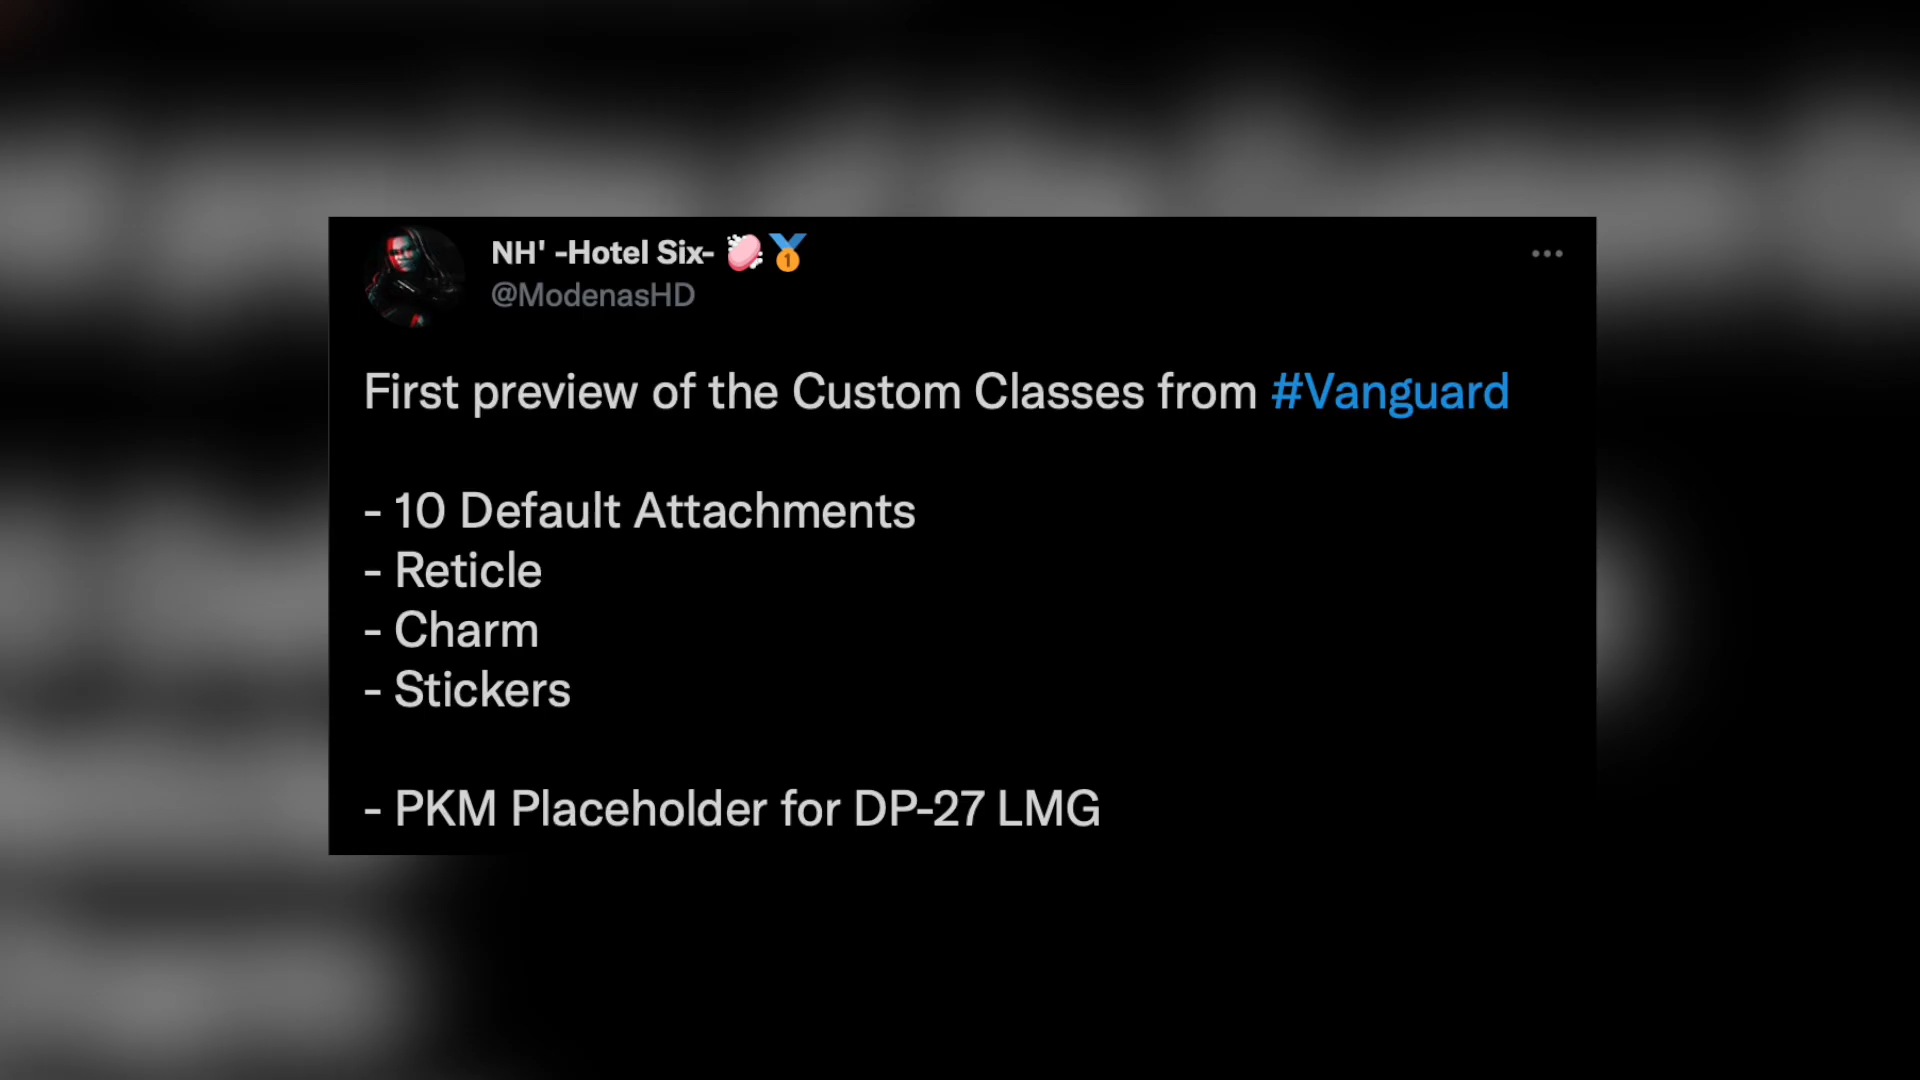 NH' -Hotel Six- 🧼🥇
@ModenasHD
First preview of the Custom Classes from #Vanguard
- 10 Default Attachments
- Reticle
- Charm
- Stickers
- PKM Placeholder for DP-27 LMG